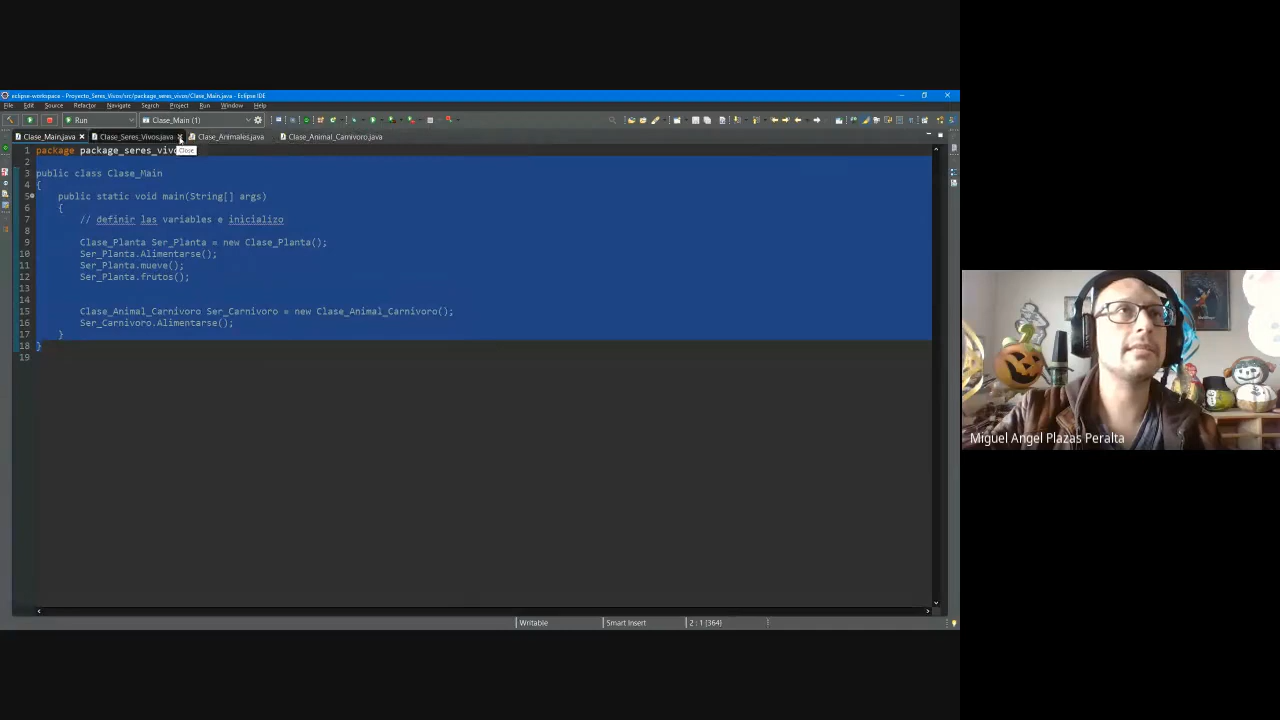 eclipse-workspace - Proyecto_Seres_Vivos/src/package_seres_vivos/Clase_Main.java - Eclipse IDE
File Edit Source Refactor Navigate Search Project Run Window Help
Run Clase_Main (1)
Clase_Main.java Clase_Seres_Vivos.java Clase_Animales.java Clase_Animal_Carnivoro.java
Close
1 package package_seres_viv
2
3 public class Clase_Main
4 {
5 public static void main(String[] args)
6 {
7 // definir las variables e inicializo
8
9 Clase_Planta Ser_Planta = new Clase_Planta();
10 Ser_Planta.Alimentarse();
11 Ser_Planta.mueve();
12 Ser_Planta.frutos();
13
14
15 Clase_Animal_Carnivoro Ser_Carnivoro = new Clase_Animal_Carnivoro();
16 Ser_Carnivoro.Alimentarse();
17 }
18 }
19
Writable Smart Insert 2 : 1 [364]
Miguel Angel Plazas Peralta